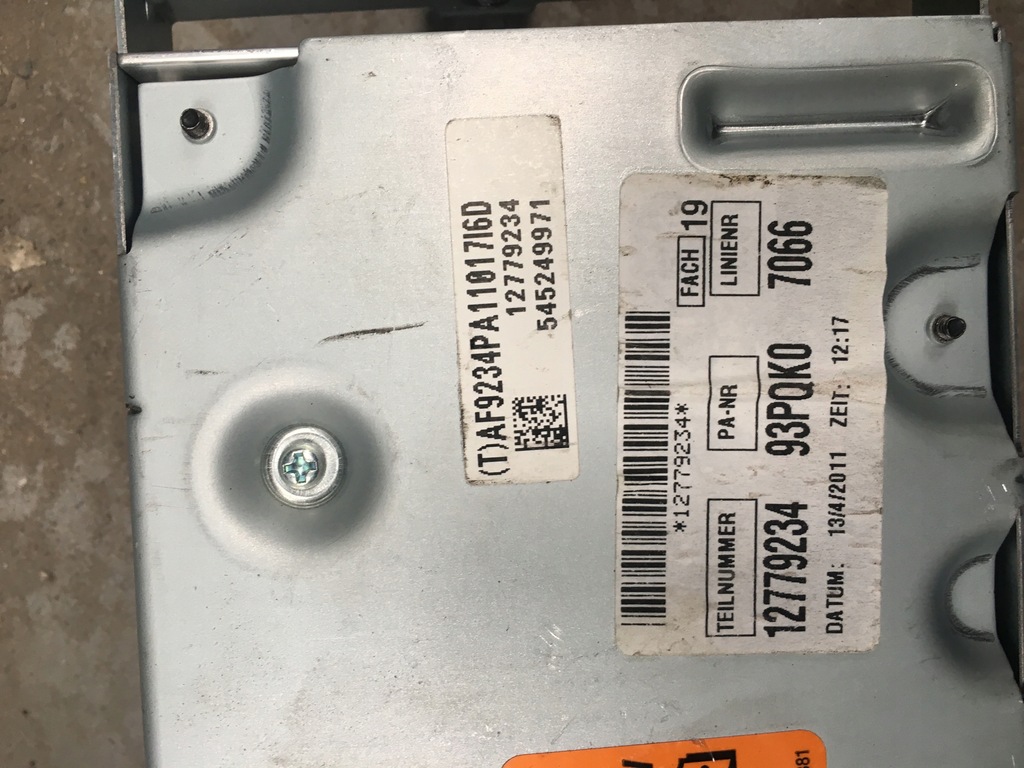 (T)AF9234PA11017I6D
12779234
545249971
FACH 19
*12779234*
TEILNUMMER PA-NR LINIENR
12779234 93PQK0 7066
DATUM: 13/4/2011 ZEIT: 12:17